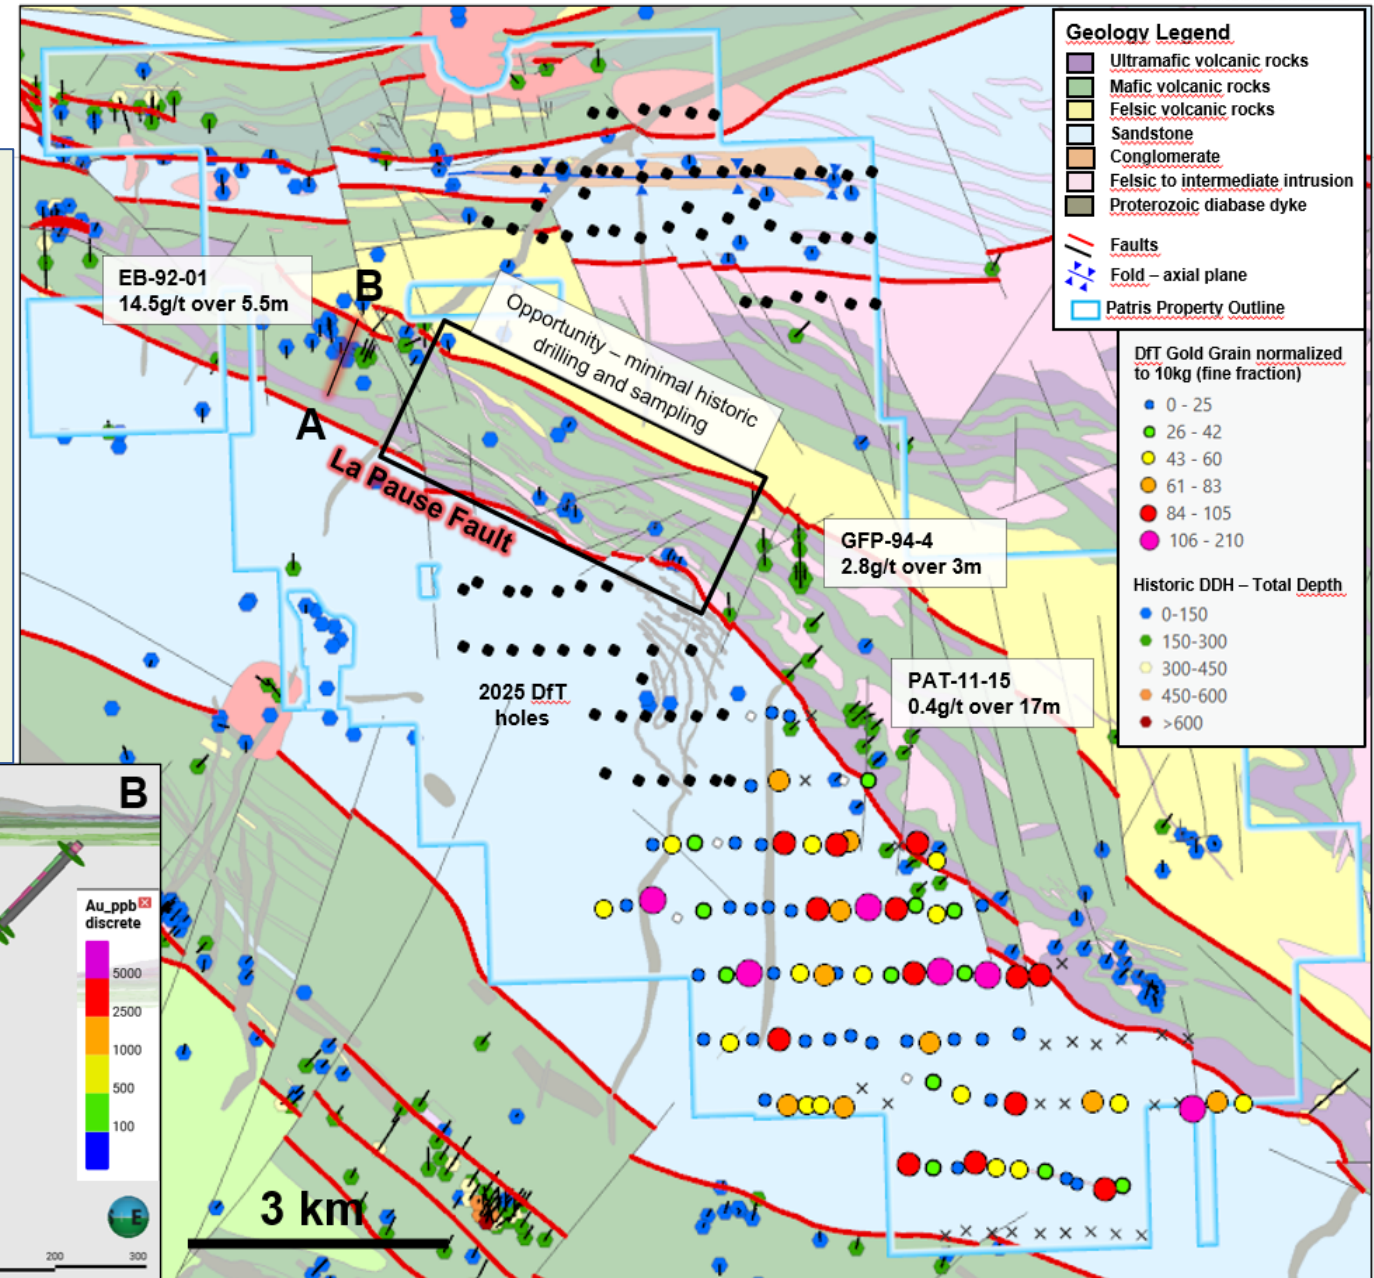 Geology Legend
Ultramafic volcanic rocks
Mafic volcanic rocks
Felsic volcanic rocks
Sandstone
Conglomerate
Felsic to intermediate intrusion
Proterozoic diabase dyke
Faults
Fold – axial plane
Patris Property Outline
DfT Gold Grain normalized
to 10kg (fine fraction)
0 - 25
26 - 42
43 - 60
61 - 83
84 - 105
106 - 210
Historic DDH – Total Depth
0-150
150-300
300-450
450-600
>600
EB-92-01
14.5g/t over 5.5m
B
A
Opportunity – minimal historic
drilling and sampling
La Pause Fault
GFP-94-4
2.8g/t over 3m
PAT-11-15
0.4g/t over 17m
2025 DfT
holes
B
Au_ppb
discrete
5000
2500
1000
500
100
E
200
300
3 km